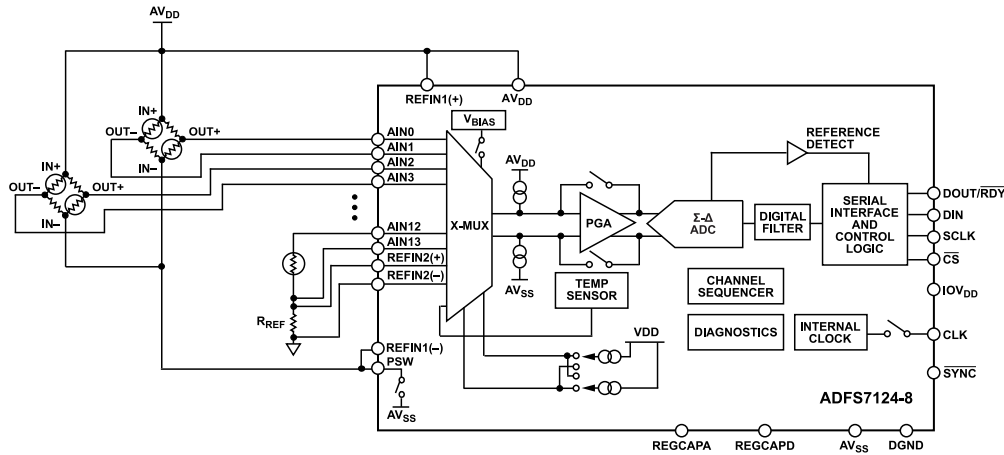 AVDD
REFIN1(+)
AVDD
IN+
OUT–
OUT+
IN–
IN+
OUT–
OUT+
IN–
AIN0
AIN1
AIN2
AIN3
AIN12
AIN13
REFIN2(+)
REFIN2(–)
RREF
REFIN1(–)
PSW
AVSS
VBIAS
X-MUX
AVDD
AVSS
PGA
TEMP
SENSOR
VDD
Σ-Δ
ADC
REFERENCE
DETECT
DIGITAL
FILTER
SERIAL
INTERFACE
AND
CONTROL
LOGIC
CHANNEL
SEQUENCER
DIAGNOSTICS
INTERNAL
CLOCK
DOUT/RDY
DIN
SCLK
CS
IOVDD
CLK
SYNC
ADFS7124-8
REGCAPA
REGCAPD
AVSS
DGND